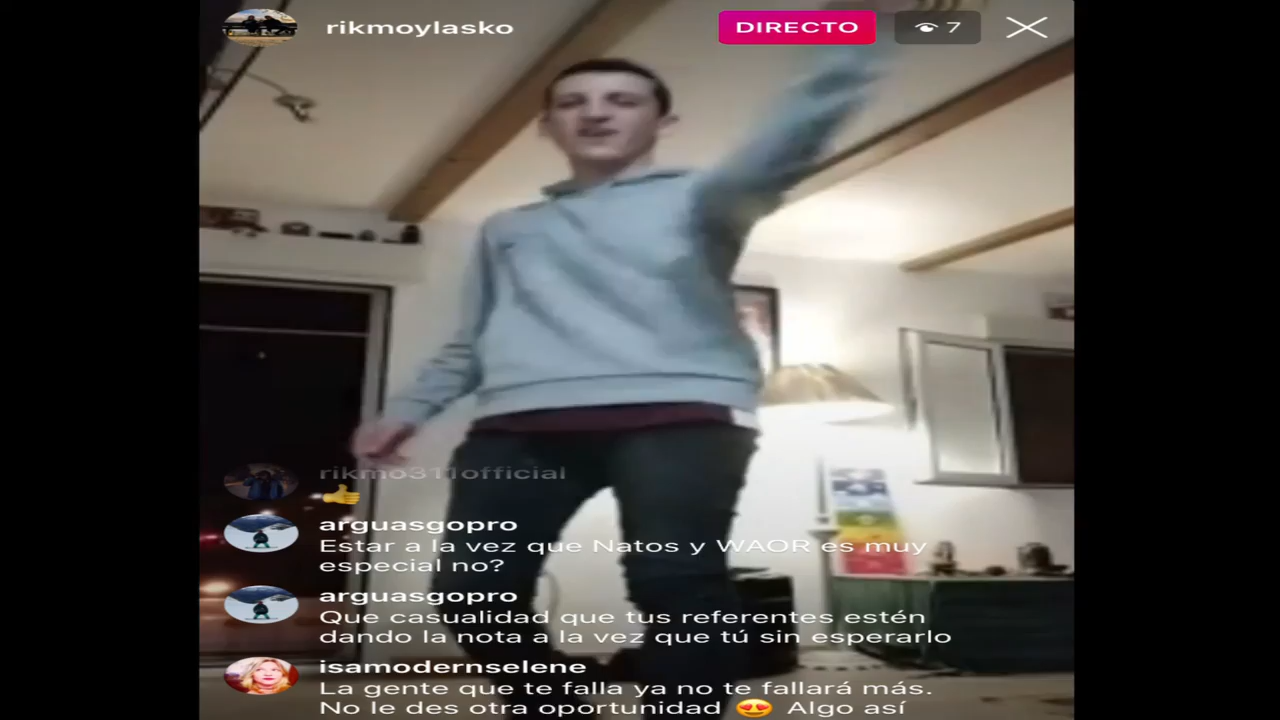 rikmoylasko
DIRECTO
7
rikmo311official
arguasgopro
Estar a la vez que Natos y WAOR es muy
especial no?
arguasgopro
Que casualidad que tus referentes estén
dando la nota a la vez que tú sin esperarlo
isamodernselene
La gente que te falla ya no te fallará más.
No le des otra oportunidad 😍 Algo así